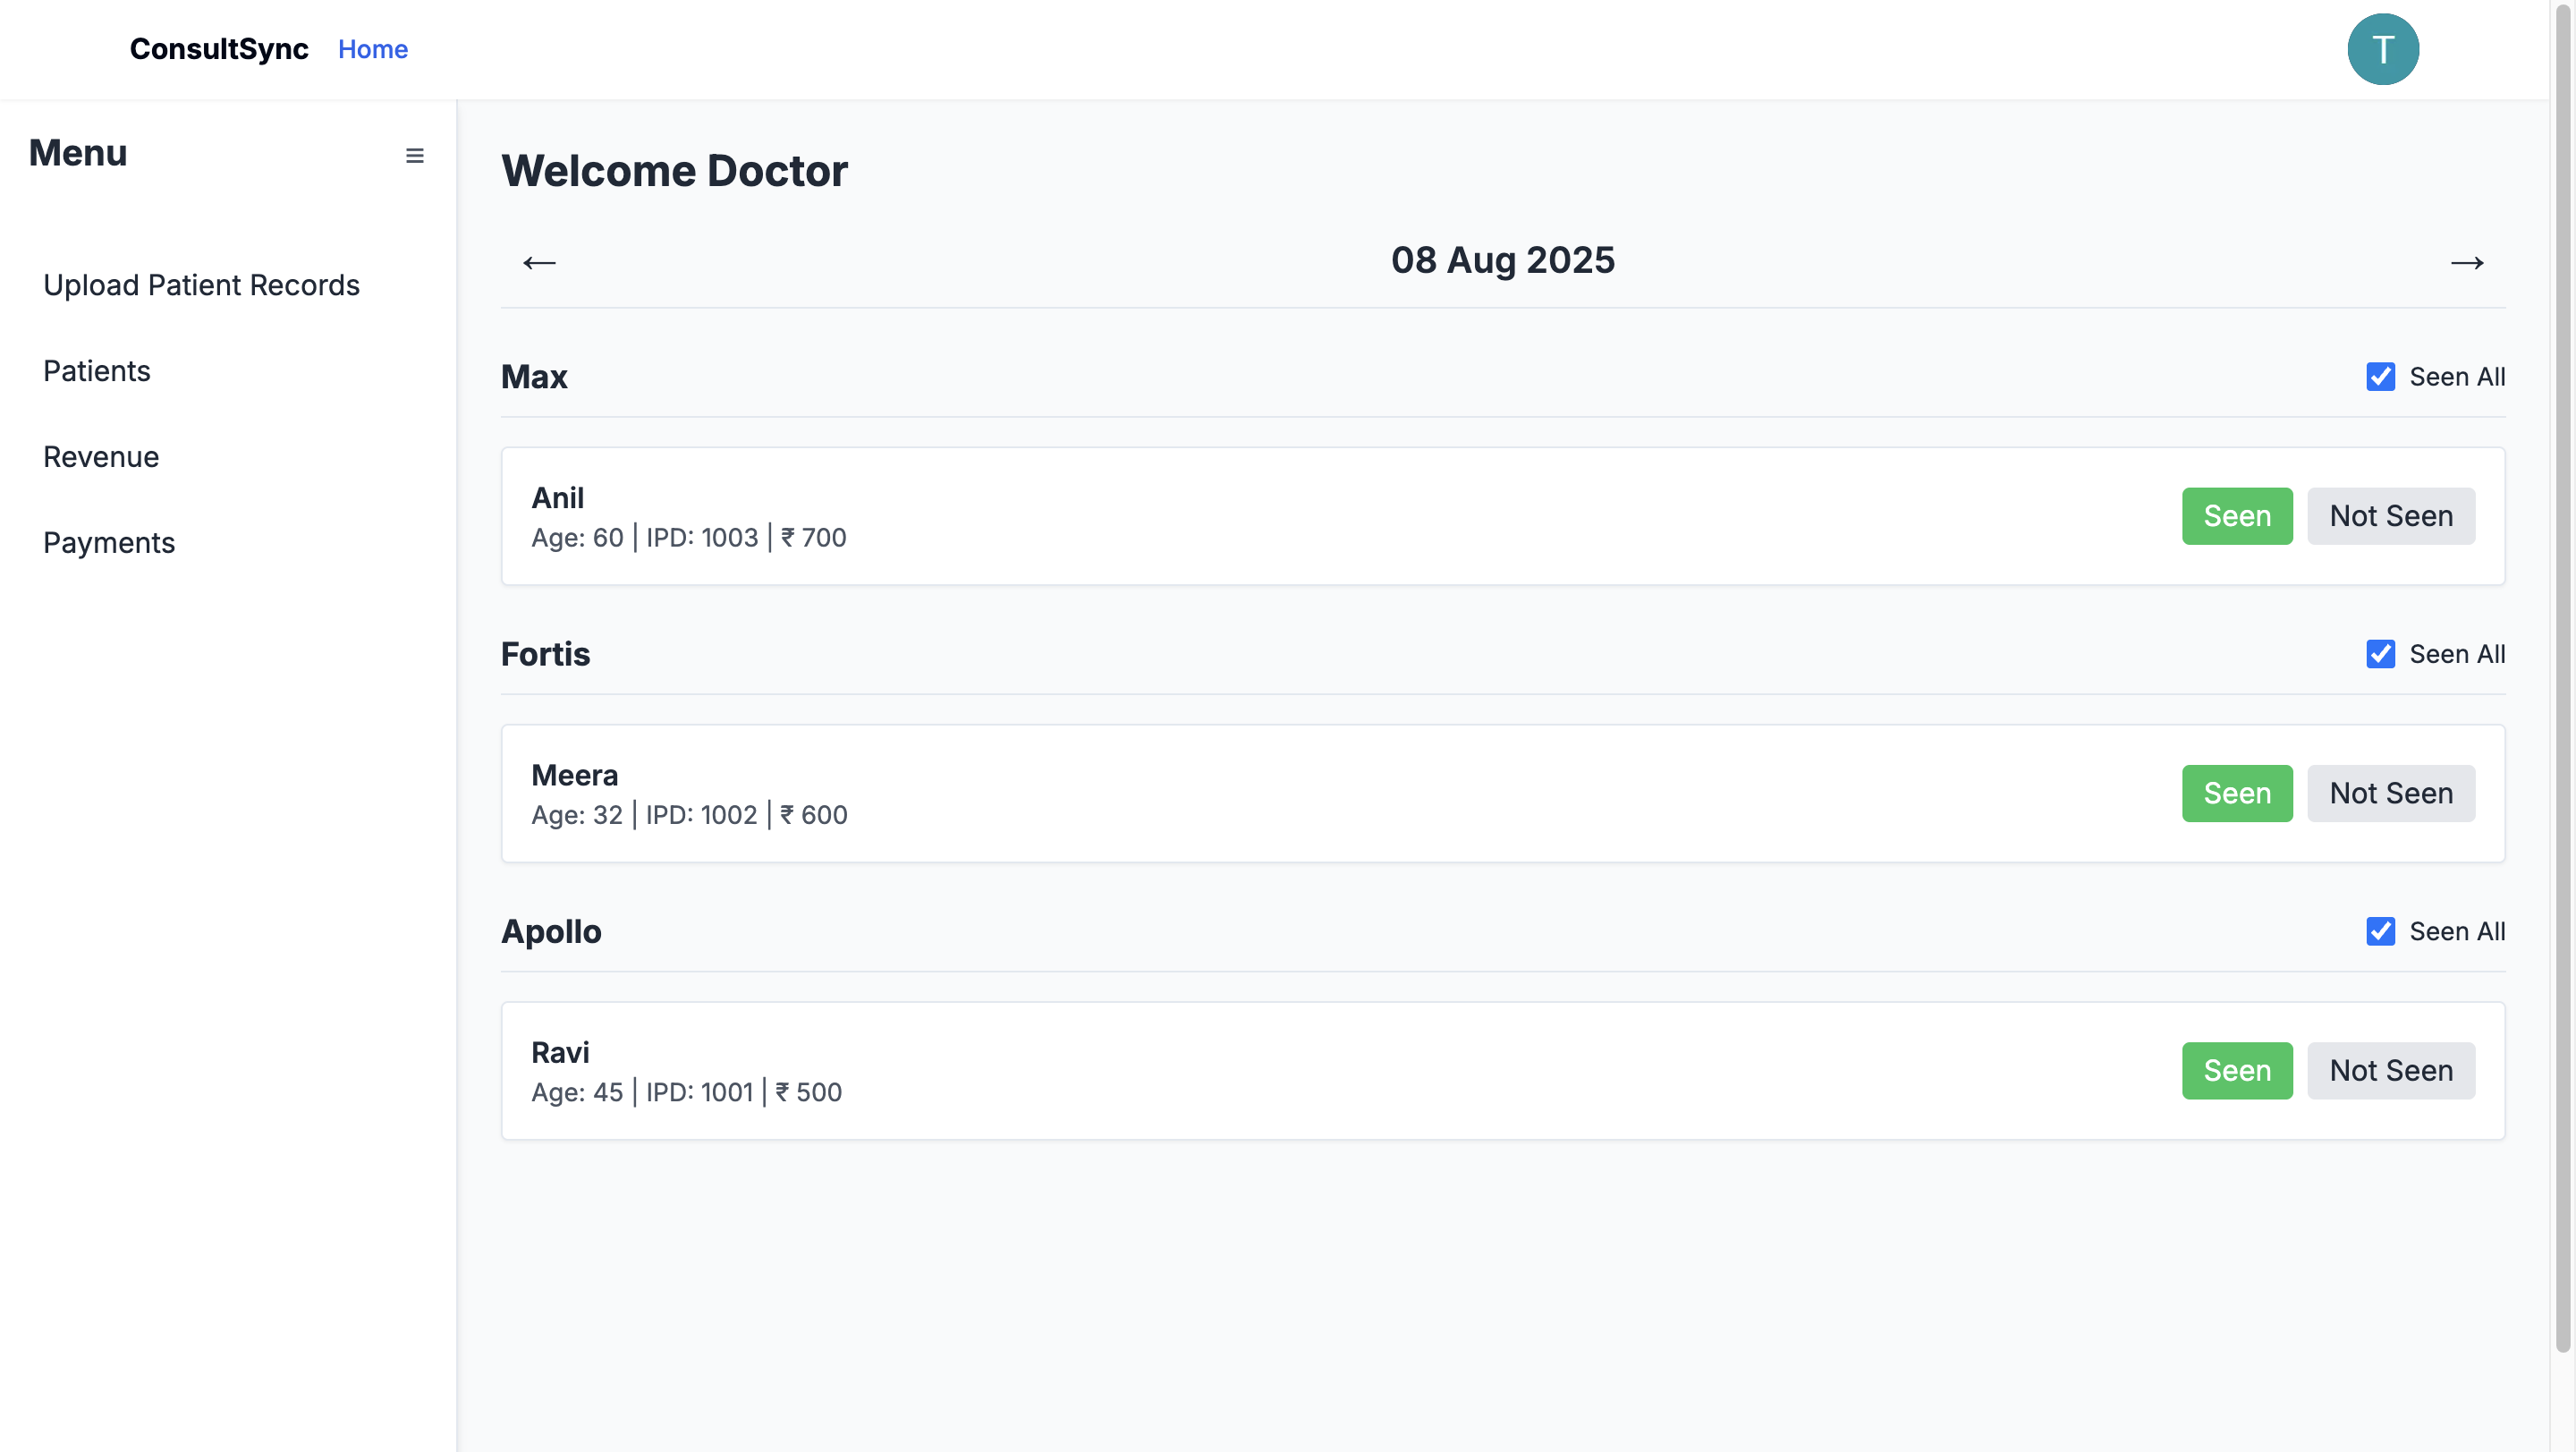 ConsultSync Home T
Menu ≡
Upload Patient Records
Patients
Revenue
Payments
Welcome Doctor
← 08 Aug 2025 →
Max Seen All
Anil
Age: 60 | IPD: 1003 | ₹ 700
Seen Not Seen
Fortis Seen All
Meera
Age: 32 | IPD: 1002 | ₹ 600
Seen Not Seen
Apollo Seen All
Ravi
Age: 45 | IPD: 1001 | ₹ 500
Seen Not Seen